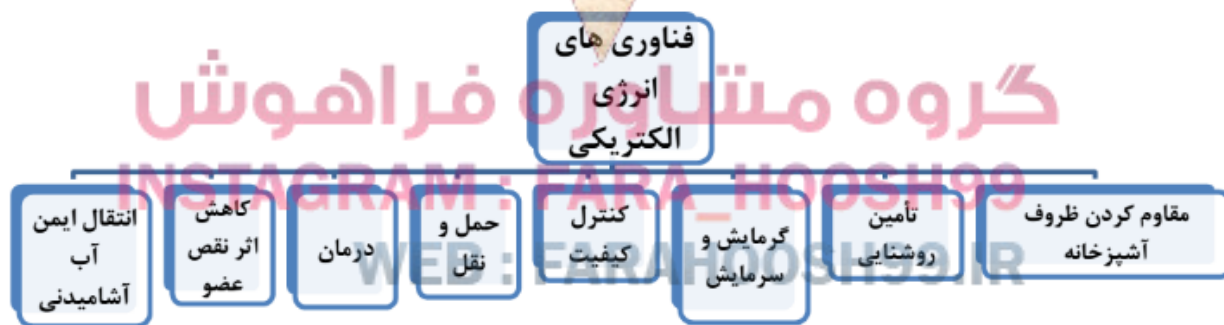 فناوری های
انرژی
الکتریکی
گروه مشاوره فراهوش
INSTAGRAM : FARA_HOOSH99
WEB : FARAHOOSH99.IR
مقاوم کردن ظروف
آشپزخانه
تأمین
روشنایی
گرمایش و
سرمایش
کنترل
کیفیت
حمل و
نقل
درمان
کاهش
اثر نقص
عضو
انتقال ایمن
آب
آشامیدنی